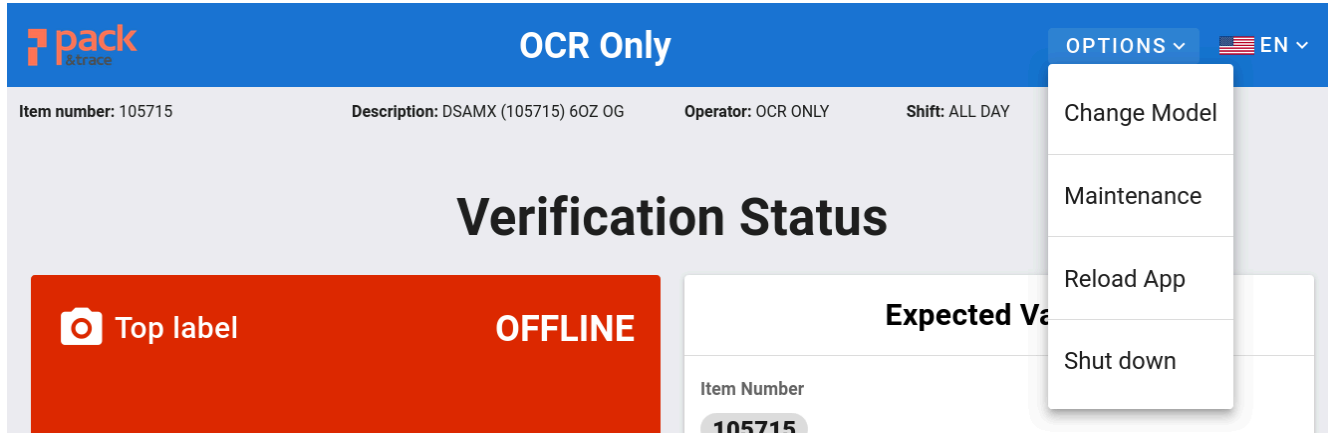 pack
&trace
OCR Only
OPTIONS
EN
Item number: 105715
Description: DSAMX (105715) 6OZ OG
Operator: OCR ONLY
Shift: ALL DAY
Change Model
Maintenance
Reload App
Shut down
Verification Status
Top label
OFFLINE
Expected Va
Item Number
105715